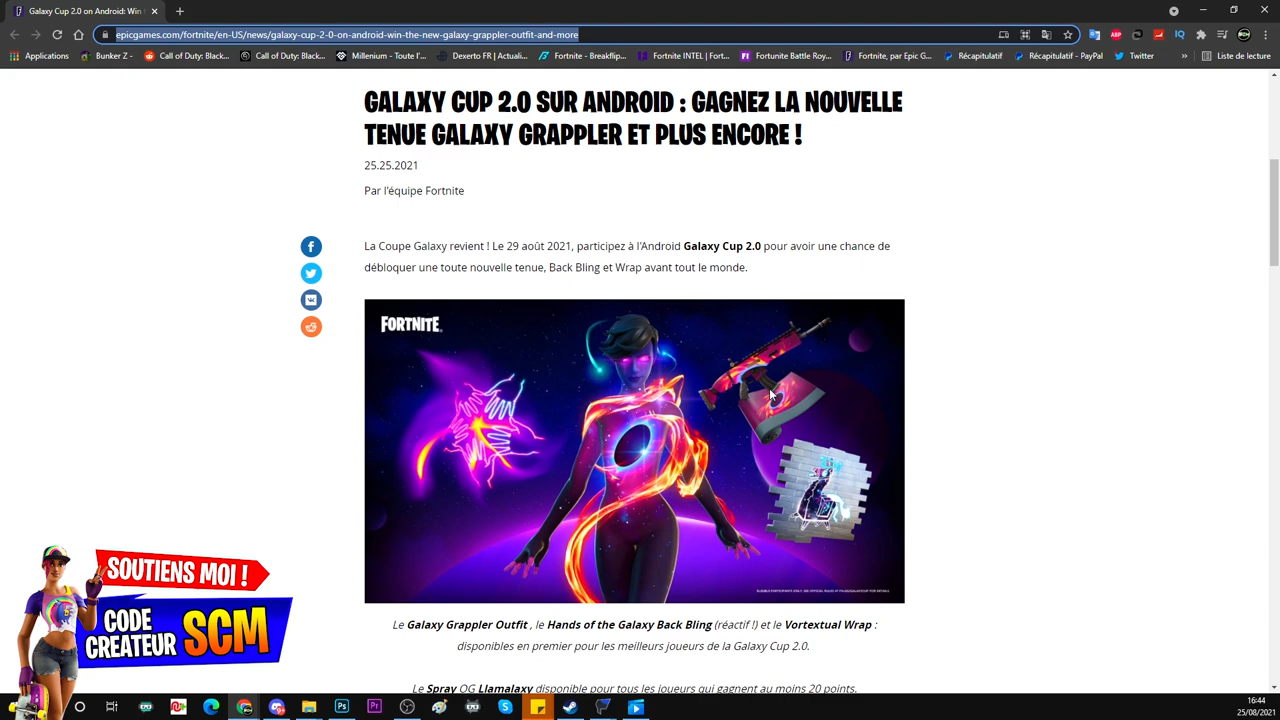 Galaxy Cup 2.0 on Android: Win
epicgames.com/fortnite/en-US/news/galaxy-cup-2-0-on-android-win-the-new-galaxy-grappler-outfit-and-more
Applications
Bunker Z -
Call of Duty Black...
Call of Duty: Black...
Millenium - Toute l'...
Dexerto FR | Actuali...
Fortnite - Breakflip...
Fortnite INTEL | Fort...
Fortnite Battle Roy...
Fortnite, par Epic G...
Récapitulatif
Récapitulatif - PayPal
Twitter
»
Liste de lecture
GALAXY CUP 2.0 SUR ANDROID : GAGNEZ LA NOUVELLE
TENUE GALAXY GRAPPLER ET PLUS ENCORE !
25.25.2021
Par l'équipe Fortnite
La Coupe Galaxy revient ! Le 29 août 2021, participez à l'Android Galaxy Cup 2.0 pour avoir une chance de
débloquer une toute nouvelle tenue, Back Bling et Wrap avant tout le monde.
FORTNITE
Le Galaxy Grappler Outfit , le Hands of the Galaxy Back Bling (réactif !) et le Vortextual Wrap :
disponibles en premier pour les meilleurs joueurs de la Galaxy Cup 2.0.
Le Spray OG Llamalaxy disponible pour tous les joueurs qui gagnent au moins 20 points.
SOUTIENS MOI !
CODE
CRÉATEUR SCM
16:44
25/08/2021